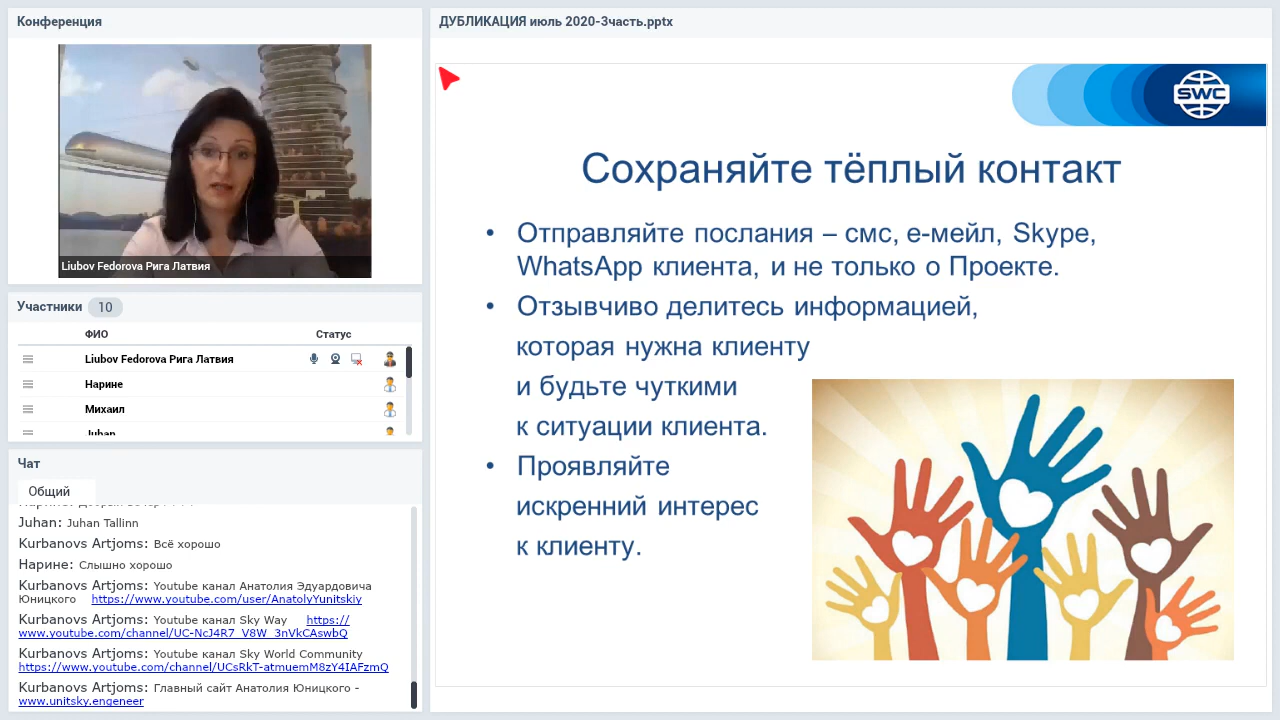 Конференция
Liubov Fedorova Рига Латвия
Участники 10
ФИО Статус
Liubov Fedorova Рига Латвия
Нарине
Михаил
Juhan
Чат
Общий
Juhan: Juhan Tallinn
Kurbanovs Artjoms: Всё хорошо
Нарине: Слышно хорошо
Kurbanovs Artjoms: Youtube канал Анатолия Эдуардовича
Юницкого https://www.youtube.com/user/AnatolyYunitskiy
Kurbanovs Artjoms: Youtube канал Sky Way https://
www.youtube.com/channel/UC-NcJ4R7_V8W_3nVkCAswbQ
Kurbanovs Artjoms: Youtube канал Sky World Community
https://www.youtube.com/channel/UCsRkT-atmuemM8zY4IAFzmQ
Kurbanovs Artjoms: Главный сайт Анатолия Юницкого -
www.unitsky.engeneer
ДУБЛИКАЦИЯ июль 2020-3часть.pptx
SWC
Сохраняйте тёплый контакт
• Отправляйте послания – смс, е-мейл, Skype,
WhatsApp клиента, и не только о Проекте.
• Отзывчиво делитесь информацией,
которая нужна клиенту
и будьте чуткими
к ситуации клиента.
• Проявляйте
искренний интерес
к клиенту.